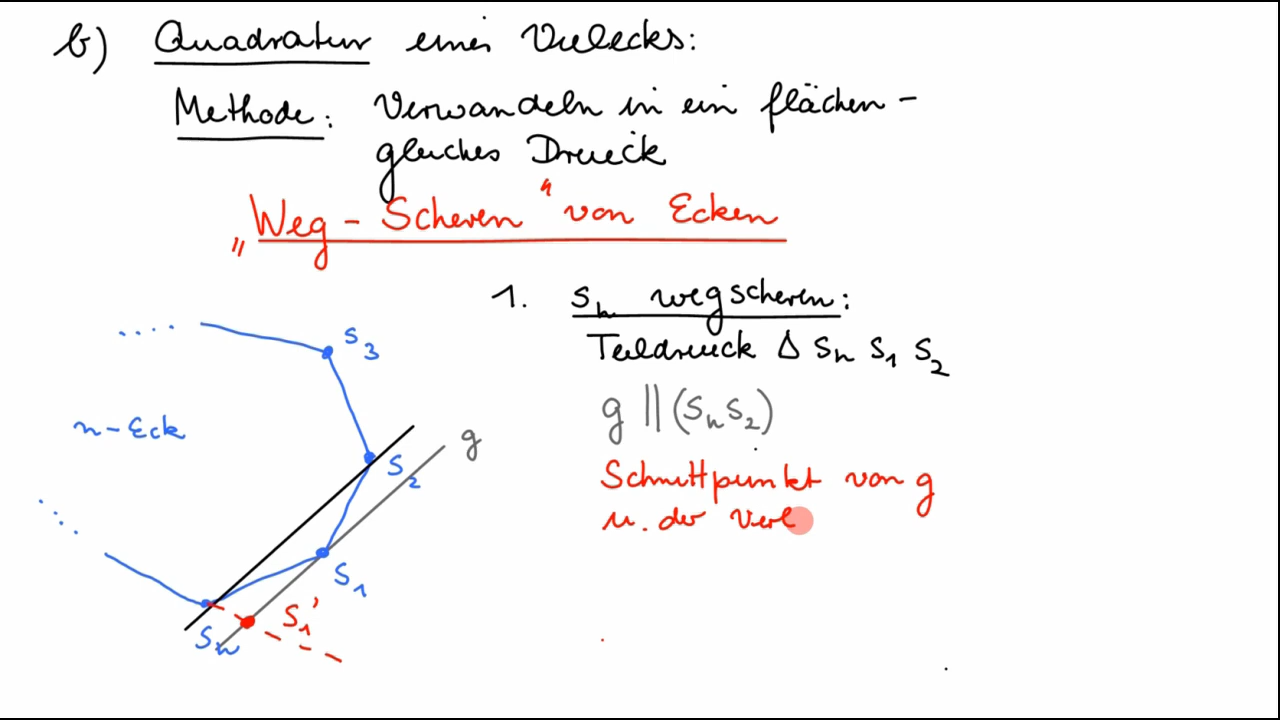 b) Quadratur eines Vielecks:
Methode: Verwandeln in ein flächen-
gleiches Dreieck
„Weg-Scheren" von Ecken
1. Sn wegscheren:
Teildreieck Δ Sn S1 S2
g || (Sn S2)
Schnittpunkt von g
u. der Verl
.... S3
n-Eck
g
S2
S1
S1'
Sn